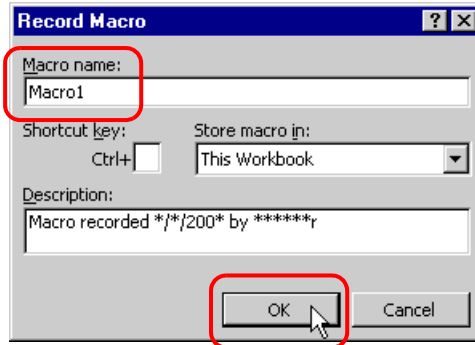 Record Macro
Macro name:
Macro1
Shortcut key: Store macro in:
Ctrl+ This Workbook
Description:
Macro recorded */*/200* by ******r
OK Cancel